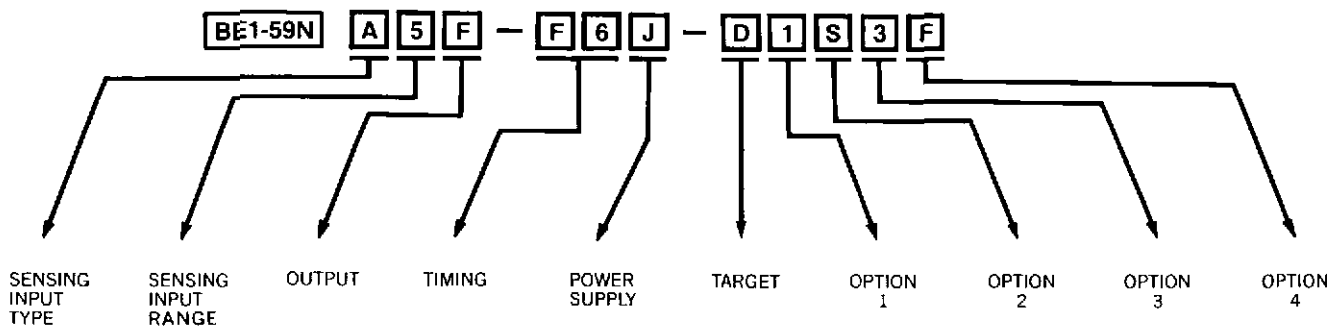 BE1-59N A 5 F – F 6 J – D 1 S 3 F
SENSING INPUT TYPE
SENSING INPUT RANGE
OUTPUT
TIMING
POWER SUPPLY
TARGET
OPTION 1
OPTION 2
OPTION 3
OPTION 4